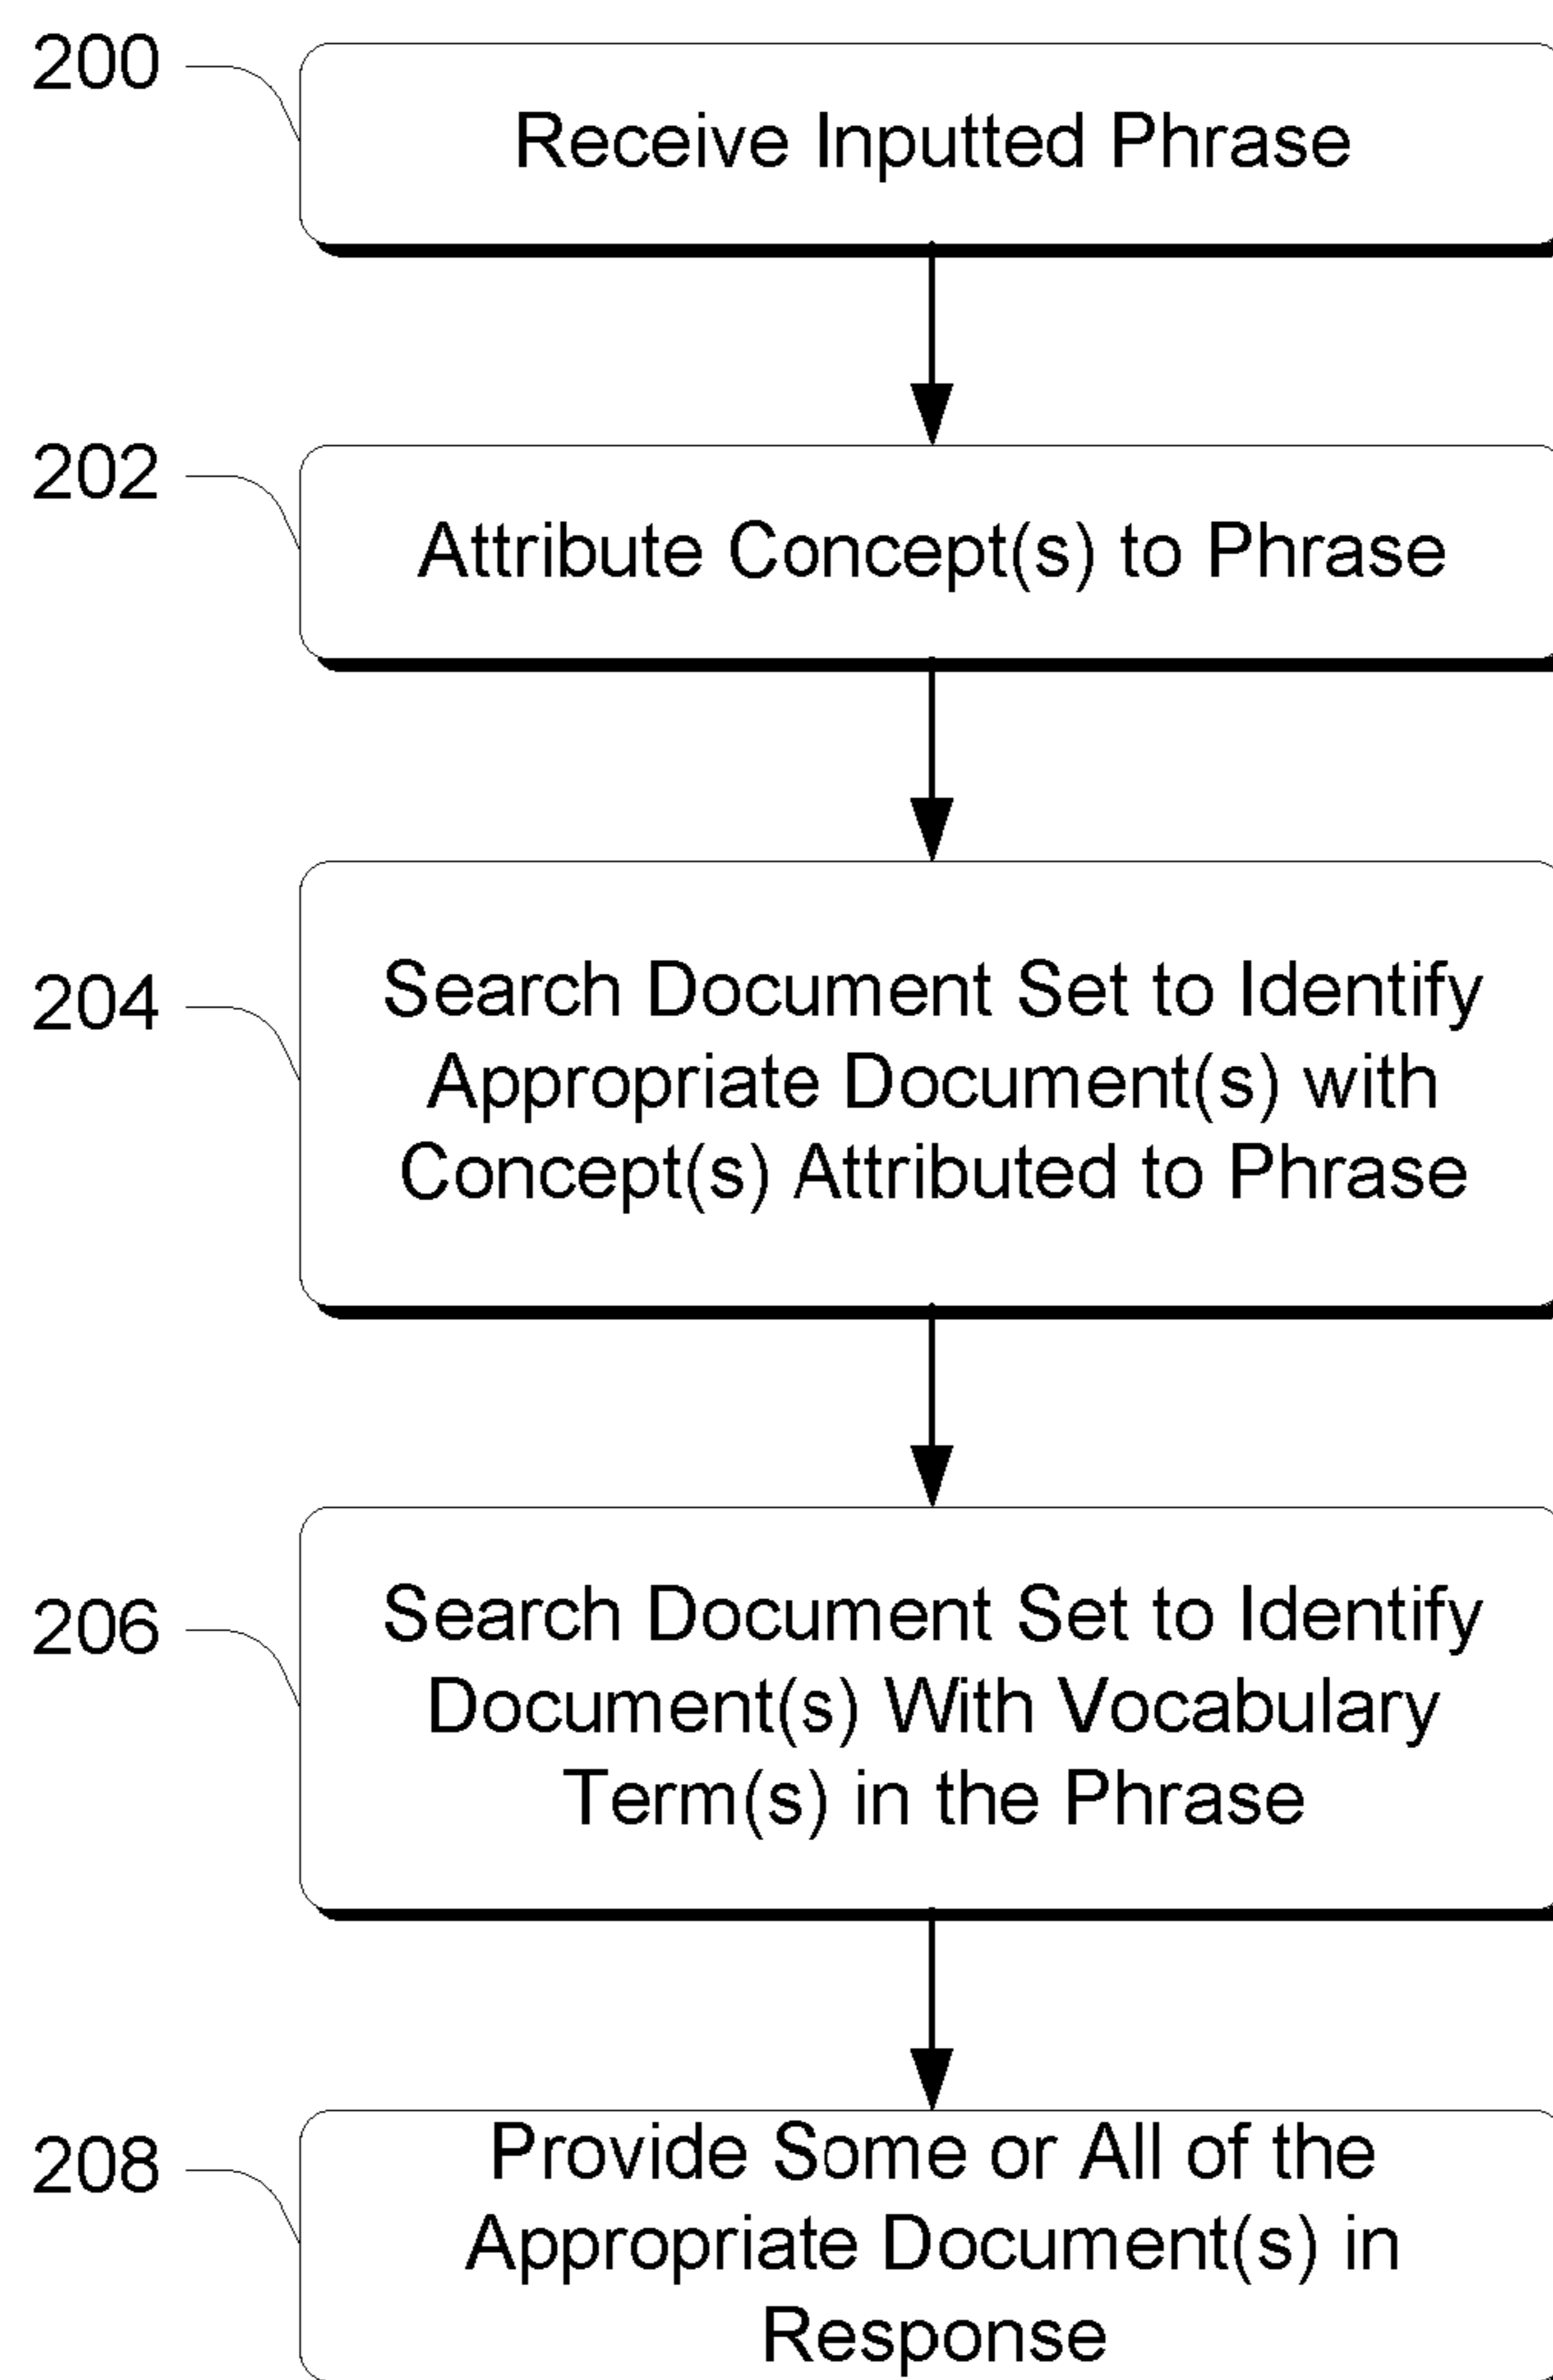 200
Receive Inputted Phrase
202
Attribute Concept(s) to Phrase
204
Search Document Set to Identify
Appropriate Document(s) with
Concept(s) Attributed to Phrase
206
Search Document Set to Identify
Document(s) With Vocabulary
Term(s) in the Phrase
208
Provide Some or All of the
Appropriate Document(s) in
Response